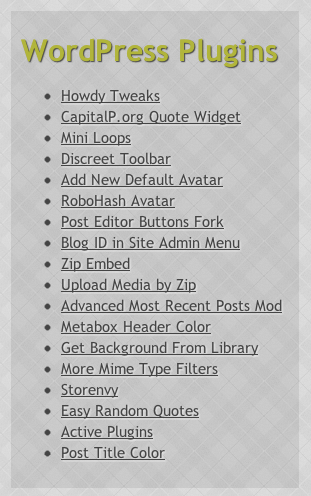 WordPress Plugins
Howdy Tweaks
CapitalP.org Quote Widget
Mini Loops
Discreet Toolbar
Add New Default Avatar
RoboHash Avatar
Post Editor Buttons Fork
Blog ID in Site Admin Menu
Zip Embed
Upload Media by Zip
Advanced Most Recent Posts Mod
Metabox Header Color
Get Background From Library
More Mime Type Filters
Storenvy
Easy Random Quotes
Active Plugins
Post Title Color